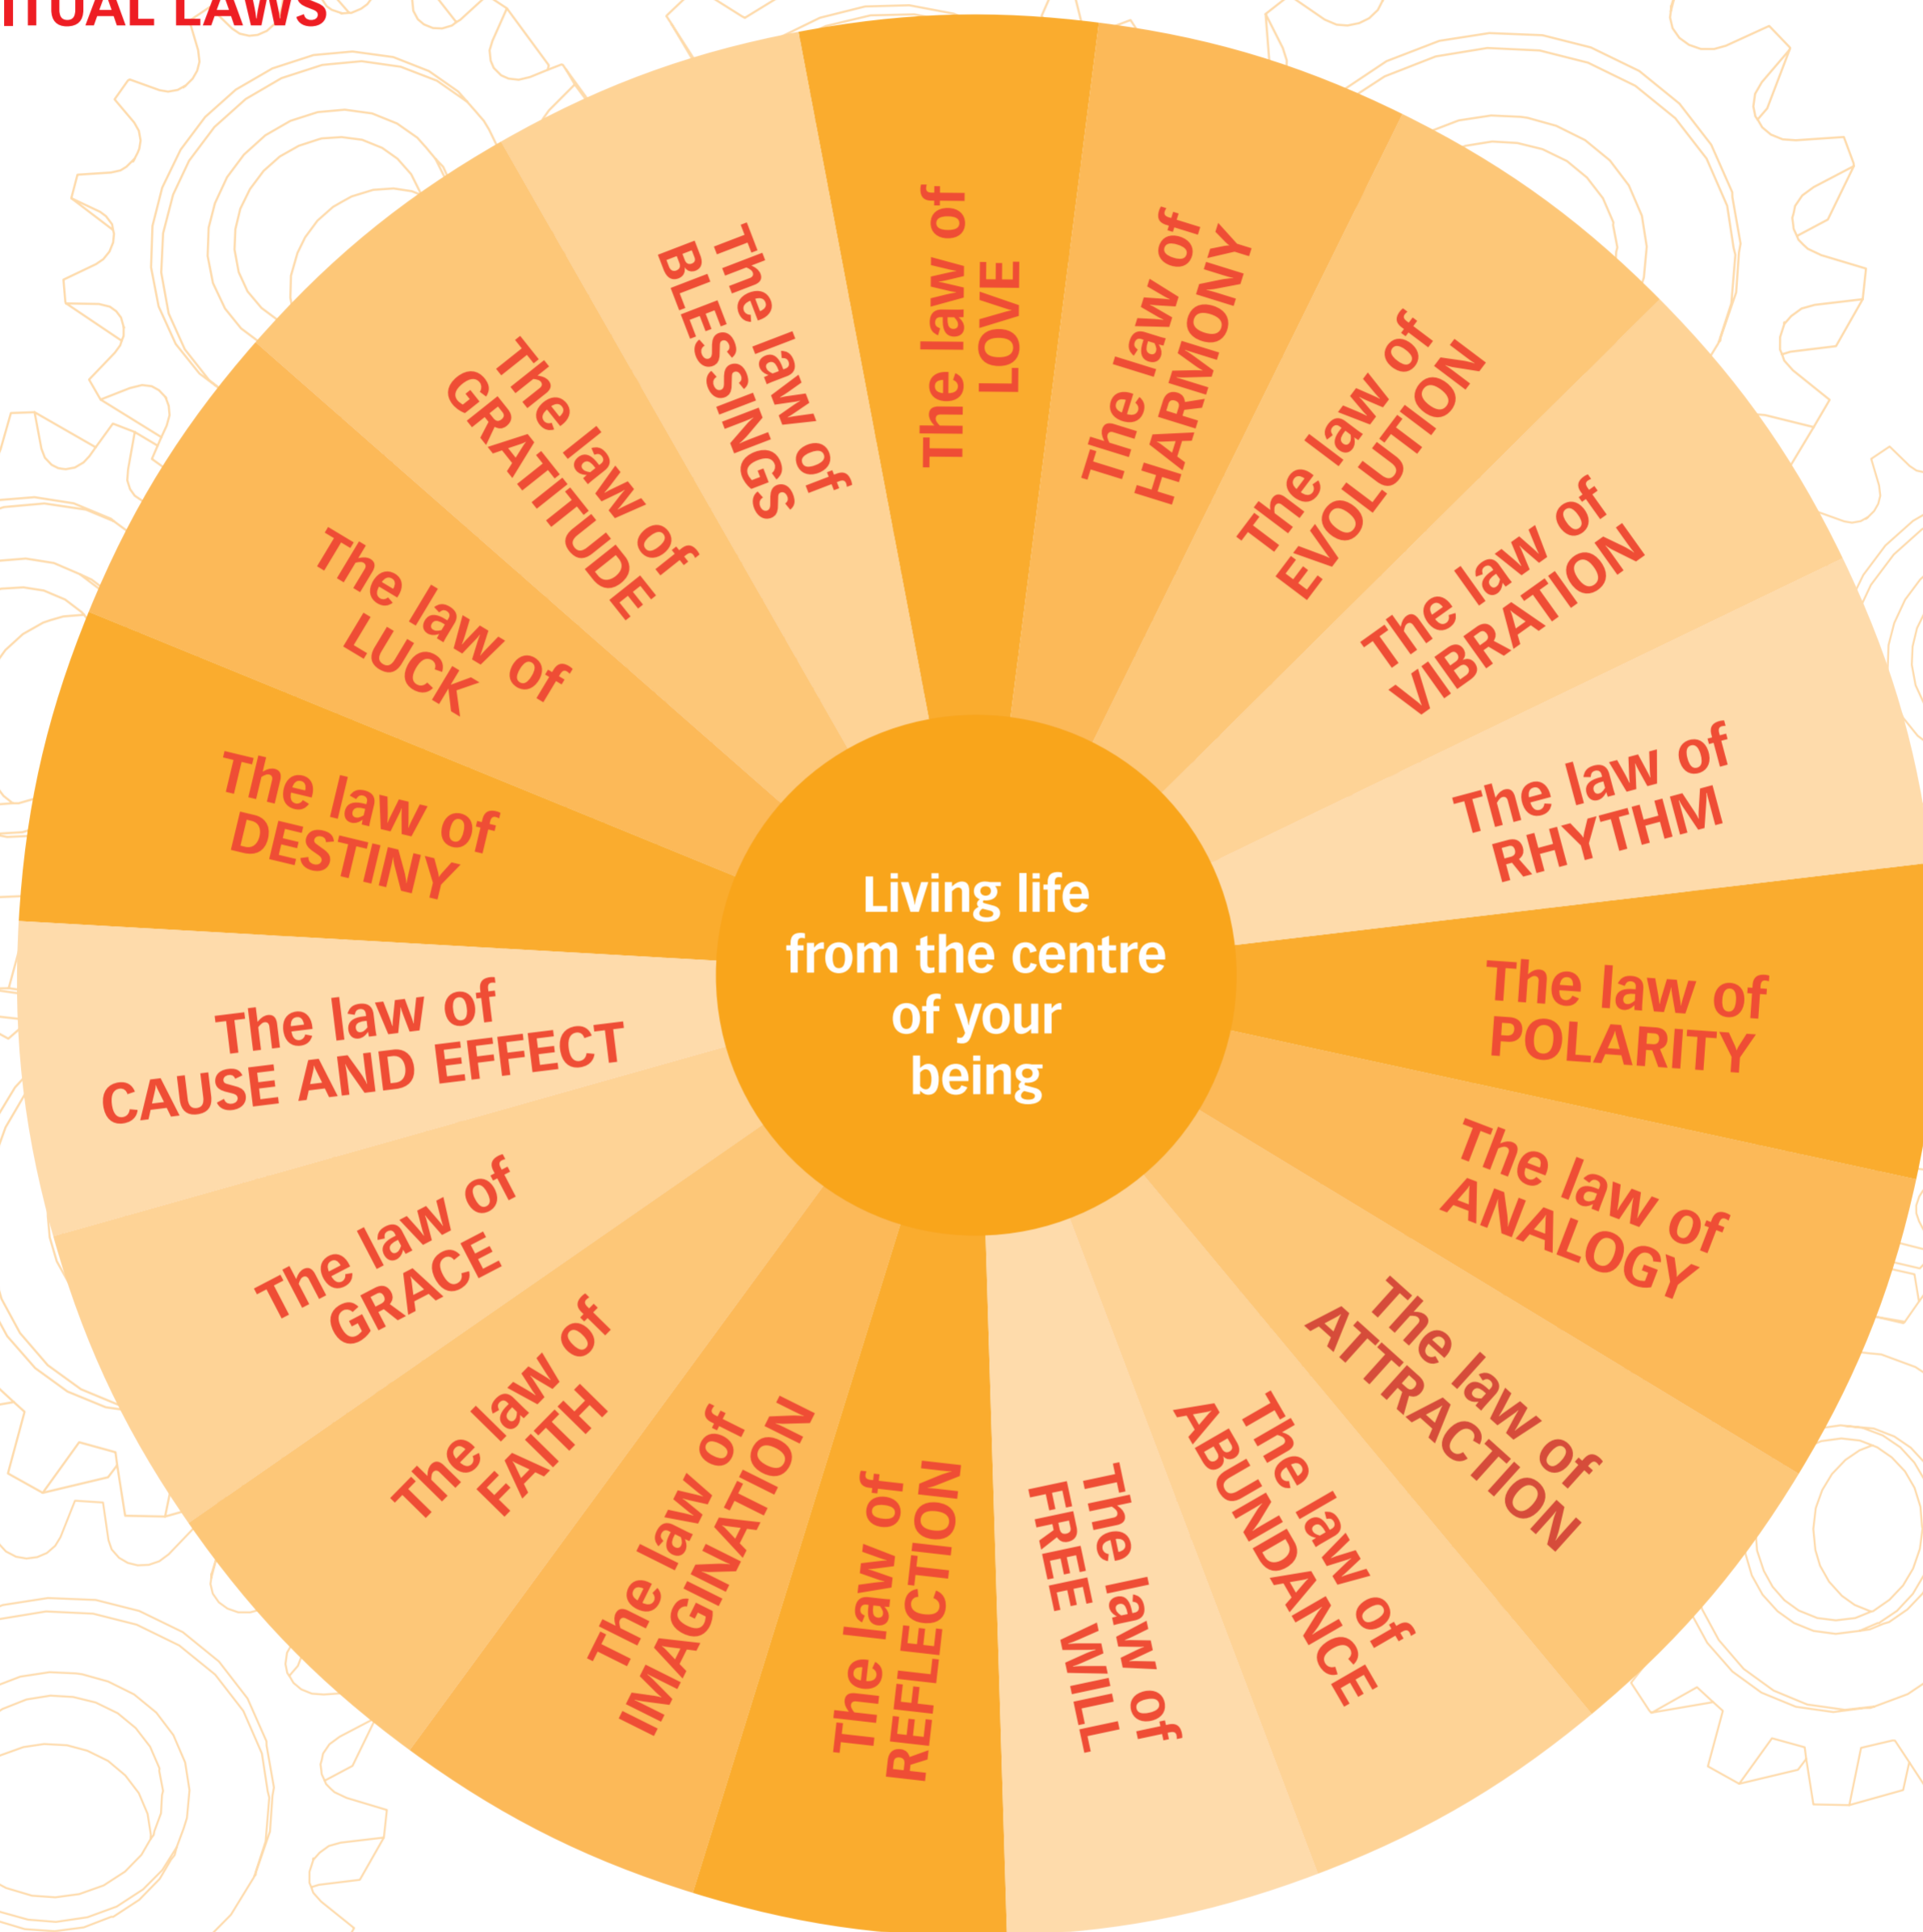 ITUAL LAWS
The law of
LOVE
The law of
HARMONY
The law of
EVOLUTION
The law of
VIBRATION
The law of
RHYTHM
The law of
POLARITY
The law of
ANALOGY
The law of
ATTRACTION
The law of
ABUNDANCE
The law of
FREE WILL
The law of
REFLECTION
The law of
IMAGINATION
The law of
FAITH
The law of
GRACE
The law of
CAUSE AND EFFECT
The law of
DESTINY
The law of
LUCK
The law of
GRATITUDE
The law of
BLESSINGS
Living life
from the centre
of your
being